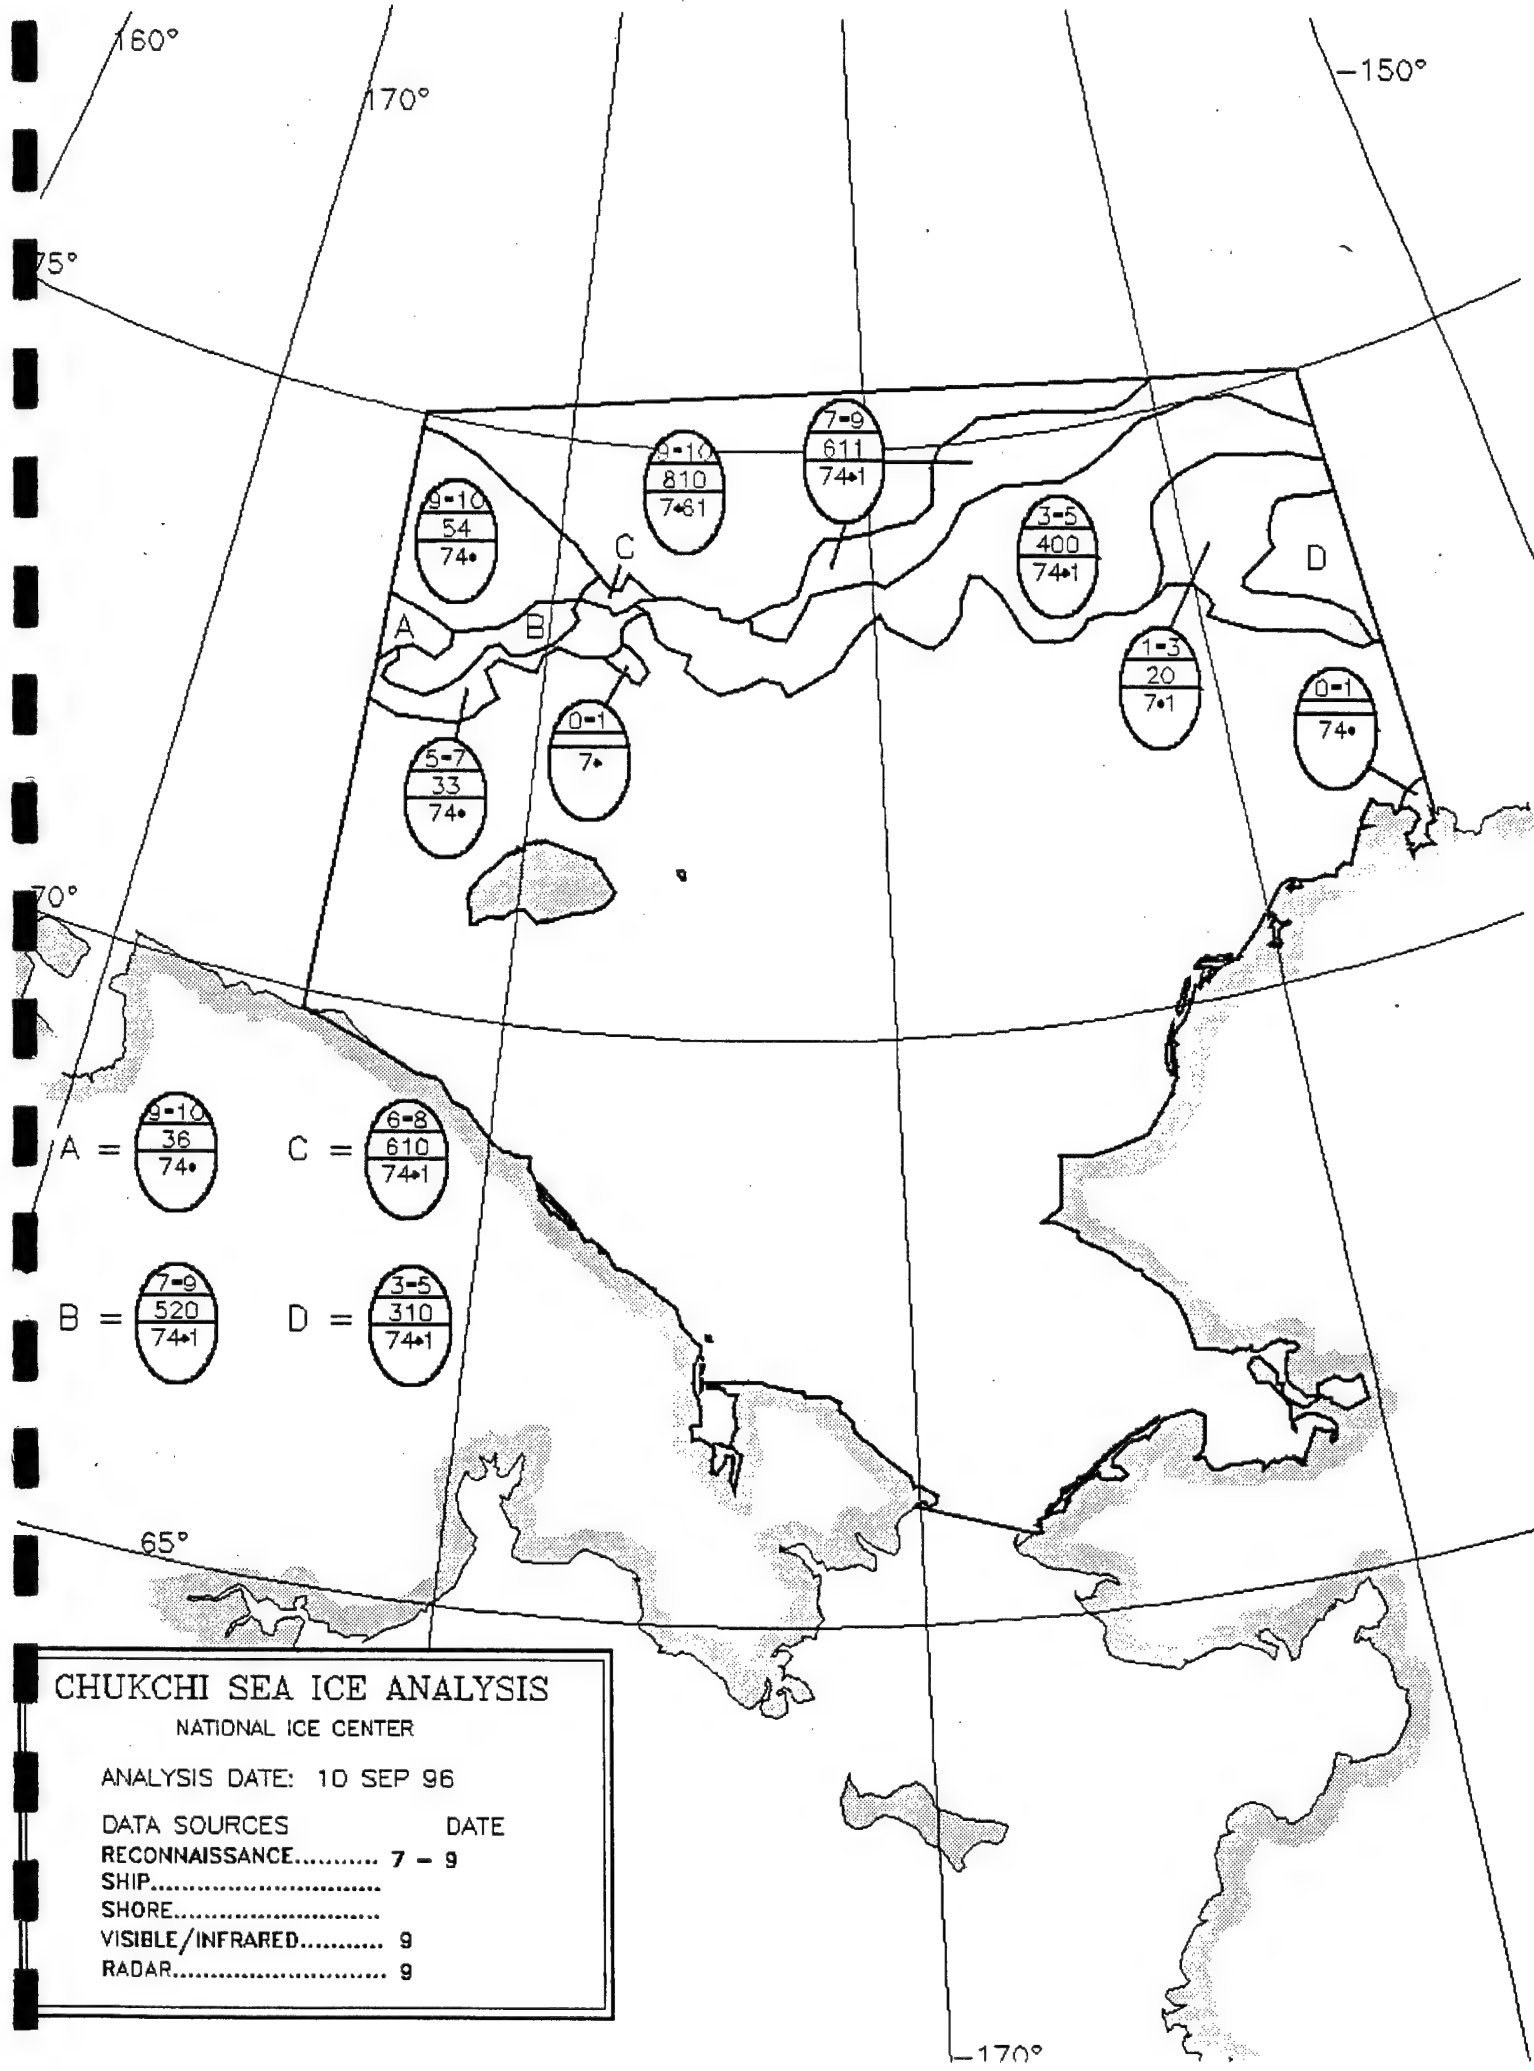 160°
170°
-150°
75°
7-9
611
74•1
9-10
810
7•61
9-10
54
74•
C
3-5
400
74•1
D
A
B
1-3
20
7•1
0-1
74•
0-1
7•
5-7
33
74•
70°
A =
9-10
36
74•
C =
6-8
610
74•1
B =
7-9
520
74•1
D =
3-5
310
74•1
65°
CHUKCHI SEA ICE ANALYSIS
NATIONAL ICE CENTER
ANALYSIS DATE: 10 SEP 96
DATA SOURCES DATE
RECONNAISSANCE........... 7 - 9
SHIP.............................
SHORE..........................
VISIBLE/INFRARED........... 9
RADAR........................... 9
-170°